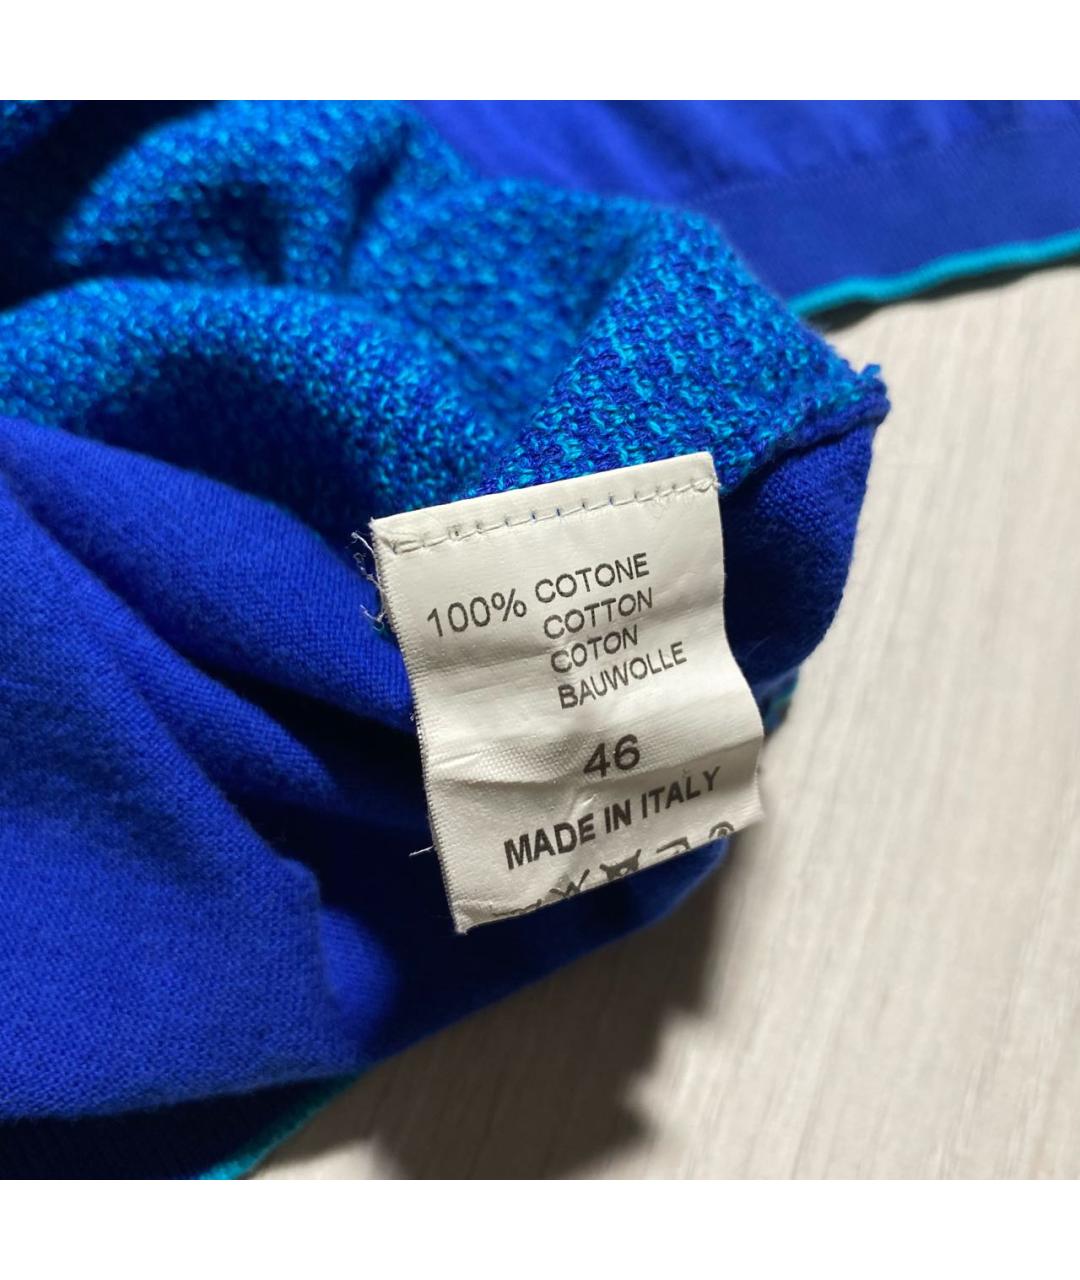 100% COTONE
COTTON
COTON
BAUWOLLE
46
MADE IN ITALY